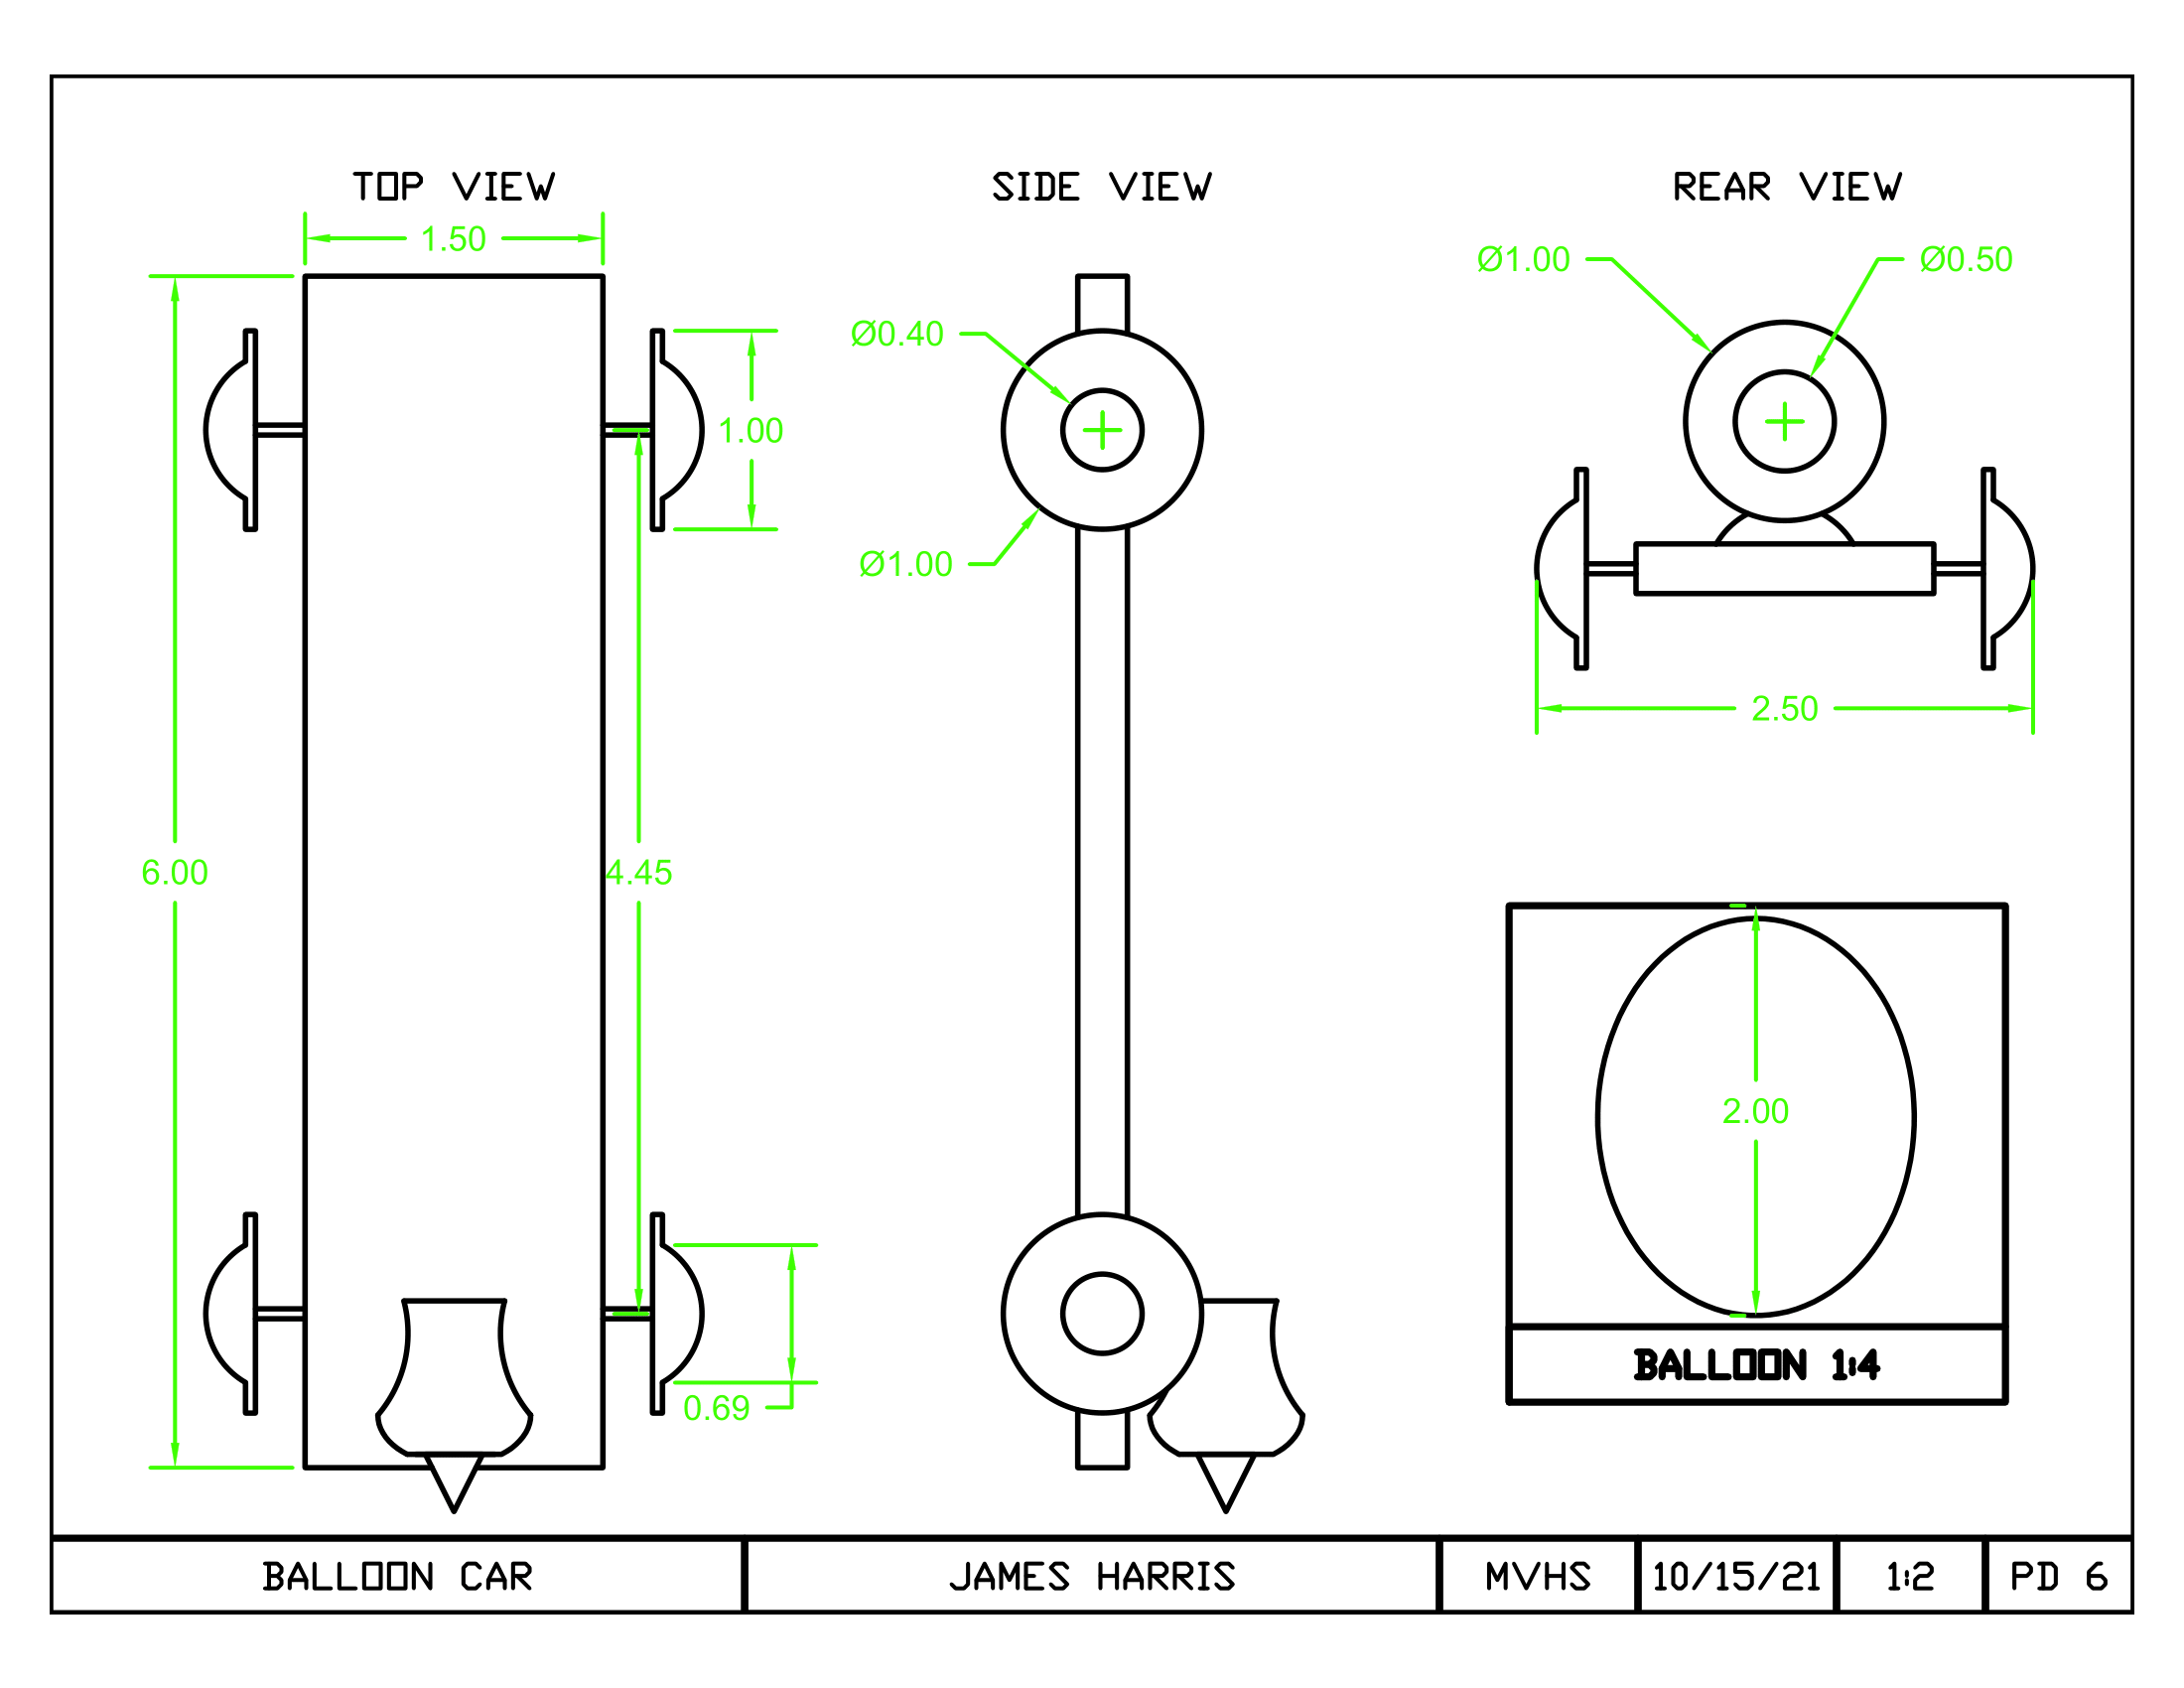 TOP VIEW
1.50
6.00
1.00
4.45
0.69
SIDE VIEW
Ø0.40
Ø1.00
REAR VIEW
Ø1.00
Ø0.50
2.50
2.00
BALLOON 1:4
BALLOON CAR
JAMES HARRIS
MVHS
10/15/21
1:2
PD 6